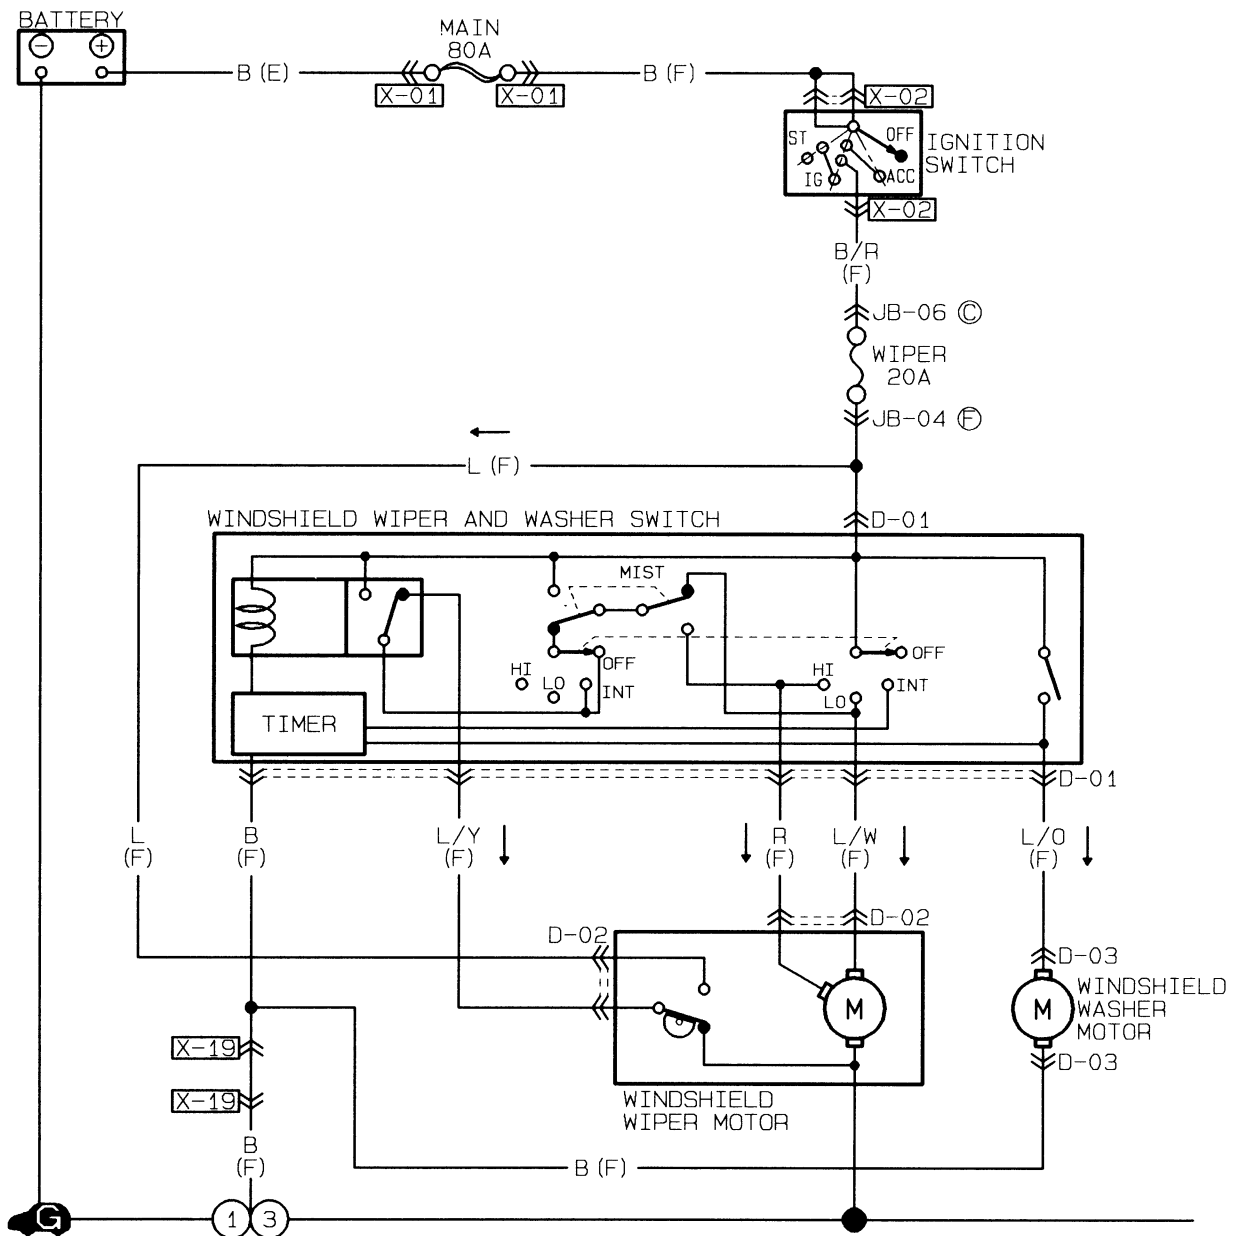 BATTERY
− +
MAIN
80A
B (E)
B (F)
X-01
X-01
X-02
ST
OFF
IG
ACC
IGNITION
SWITCH
X-02
B/R
(F)
JB-06 C
WIPER
20A
JB-04 F
L (F)
WINDSHIELD WIPER AND WASHER SWITCH
D-01
MIST
HI
LO
OFF
INT
HI
LO
OFF
INT
TIMER
D-01
L
(F)
B
(F)
L/Y
(F)
R
(F)
L/W
(F)
L/O
(F)
D-02
D-02
D-03
M
M
WINDSHIELD
WASHER
MOTOR
D-03
X-19
X-19
WINDSHIELD
WIPER MOTOR
B
(F)
B (F)
G
1
3